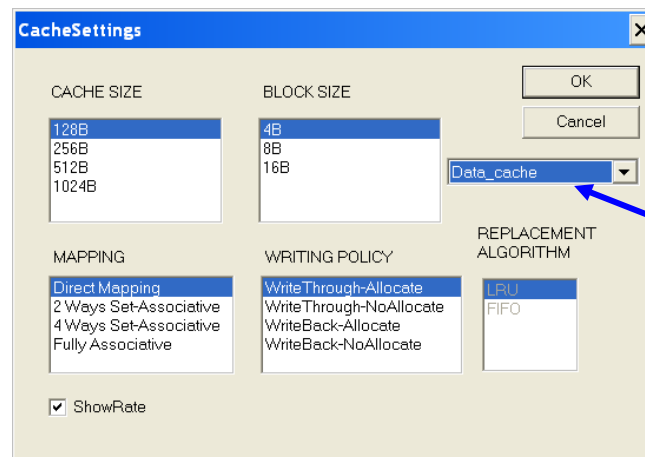 CacheSettings
CACHE SIZE
128B
256B
512B
1024B
BLOCK SIZE
4B
8B
16B
OK
Cancel
Data_cache
MAPPING
Direct Mapping
2 Ways Set-Associative
4 Ways Set-Associative
Fully Associative
WRITING POLICY
WriteThrough-Allocate
WriteThrough-NoAllocate
WriteBack-Allocate
WriteBack-NoAllocate
REPLACEMENT
ALGORITHM
LRU
FIFO
ShowRate